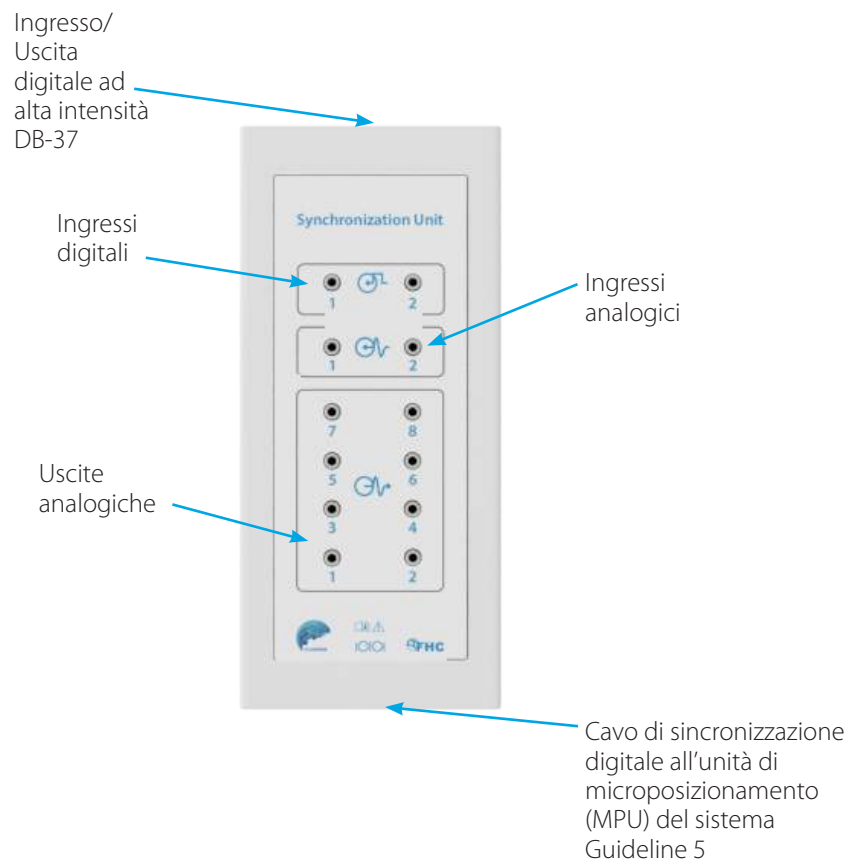 Ingresso/
Uscita
digitale ad
alta intensità
DB-37
Ingressi
digitali
Ingressi
analogici
Uscite
analogiche
Synchronization Unit
1 2
1 2
7 8
5 6
3 4
1 2
FHC
Cavo di sincronizzazione
digitale all’unità di
microposizionamento
(MPU) del sistema
Guideline 5